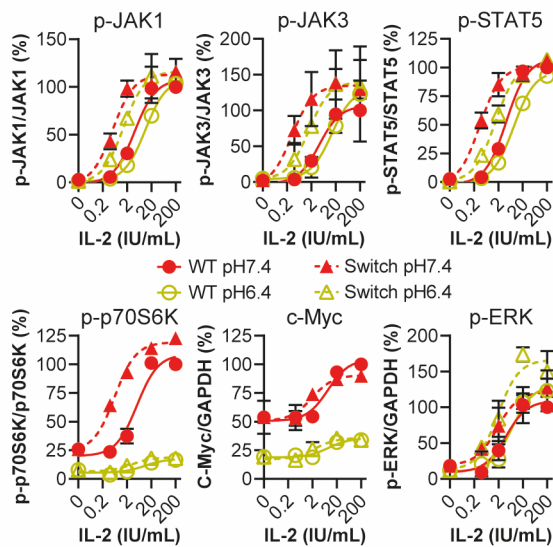 p-JAK1
p-JAK3
p-STAT5
p-JAK1/JAK1 (%)
150
100
50
0
0
0.2
2
20
200
IL-2 (IU/mL)
p-JAK3/JAK3 (%)
200
150
100
50
0
0
0.2
2
20
200
IL-2 (IU/mL)
p-STAT5/STAT5 (%)
125
100
75
50
25
0
0
0.2
2
20
200
IL-2 (IU/mL)
WT pH7.4
Switch pH7.4
WT pH6.4
Switch pH6.4
p-p70S6K
c-Myc
p-ERK
p-p70S6K/p70S6K (%)
125
100
75
50
25
0
0
0.2
2
20
200
IL-2 (IU/mL)
C-Myc/GAPDH (%)
125
100
75
50
25
0
0
0.2
2
20
200
IL-2 (IU/mL)
p-ERK/GAPDH (%)
200
150
100
50
0
0
0.2
2
20
200
IL-2 (IU/mL)